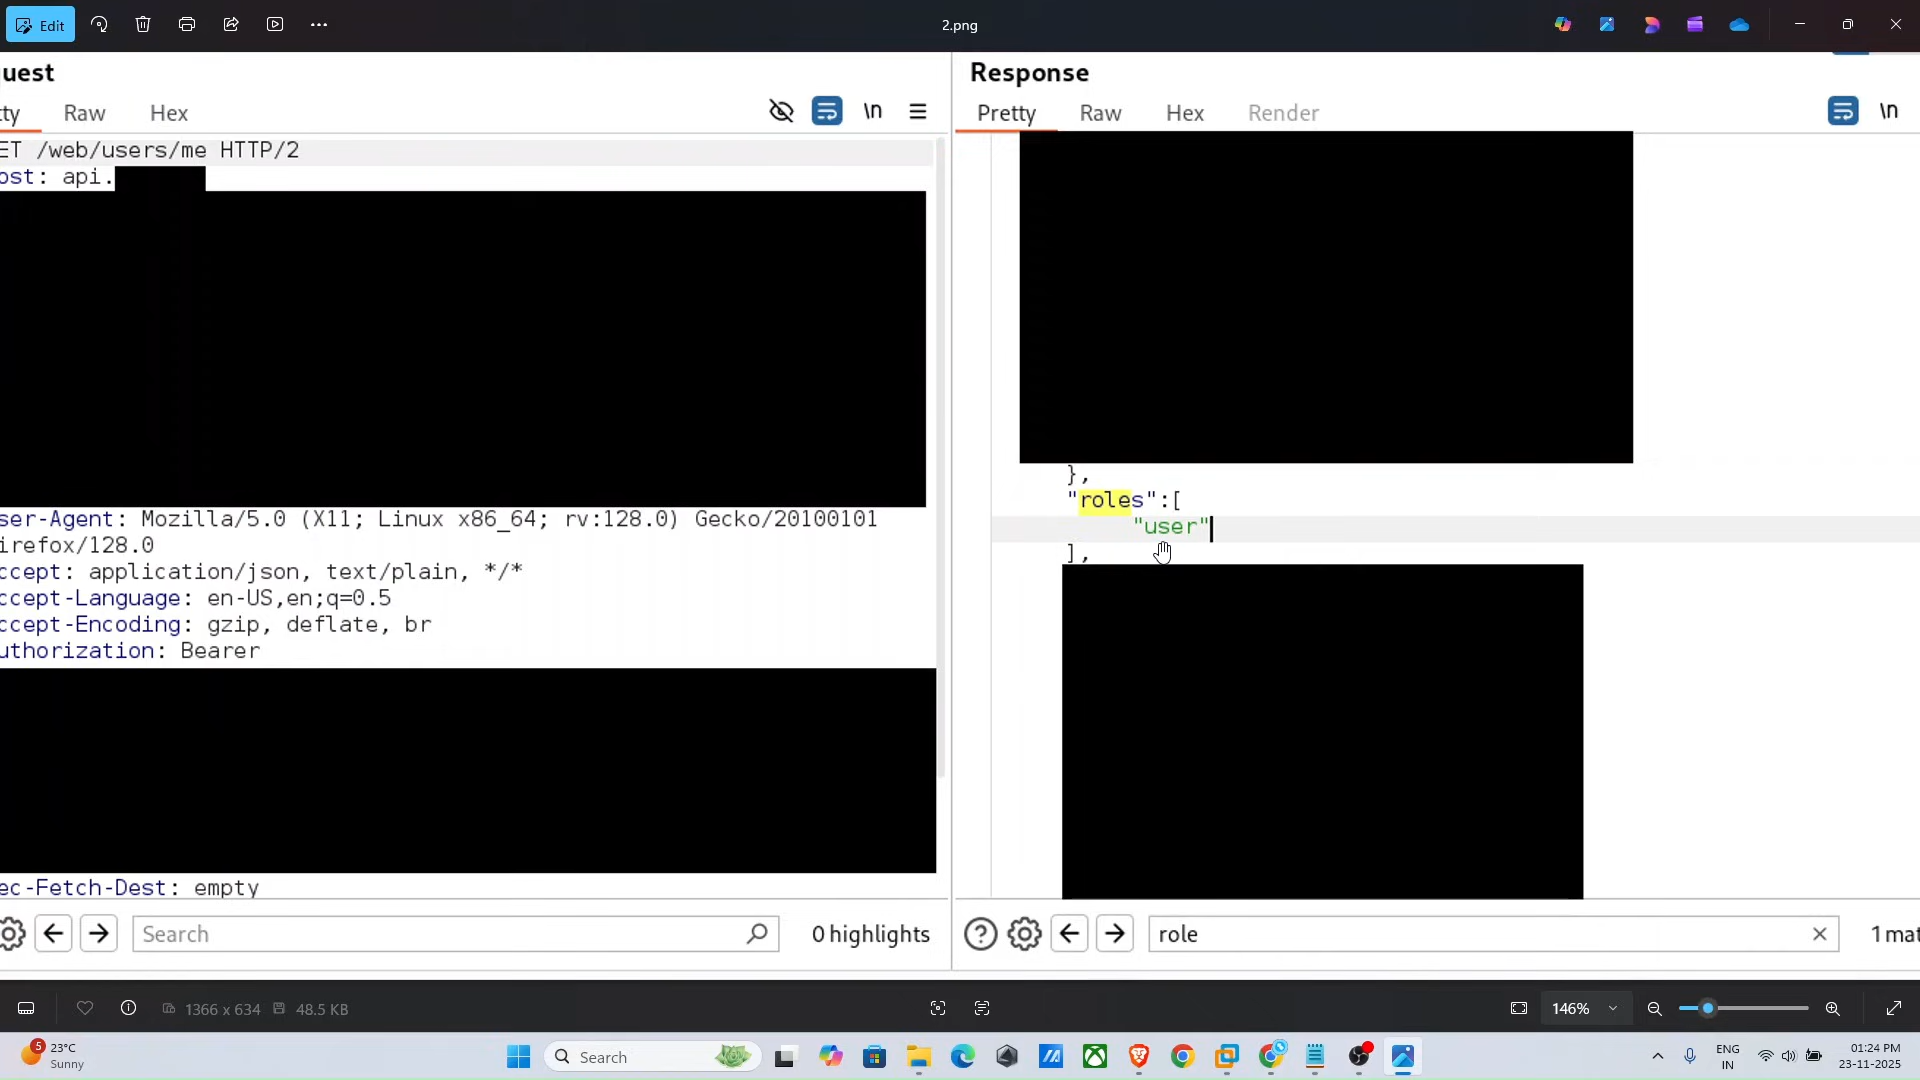 Edit
2.png
uest
Response
ty Raw Hex
\n
Pretty Raw Hex Render
\n
ET /web/users/me HTTP/2
ost: api.
ser-Agent: Mozilla/5.0 (X11; Linux x86_64; rv:128.0) Gecko/20100101
irefox/128.0
ccept: application/json, text/plain, */*
ccept-Language: en-US,en;q=0.5
ccept-Encoding: gzip, deflate, br
uthorization: Bearer
ec-Fetch-Dest: empty
},
"roles":[
"user"
],
Search
0 highlights
role
1 mat
1366 x 634
48.5 KB
146%
5
23°C
Sunny
Search
ENG
IN
01:24 PM
23-11-2025